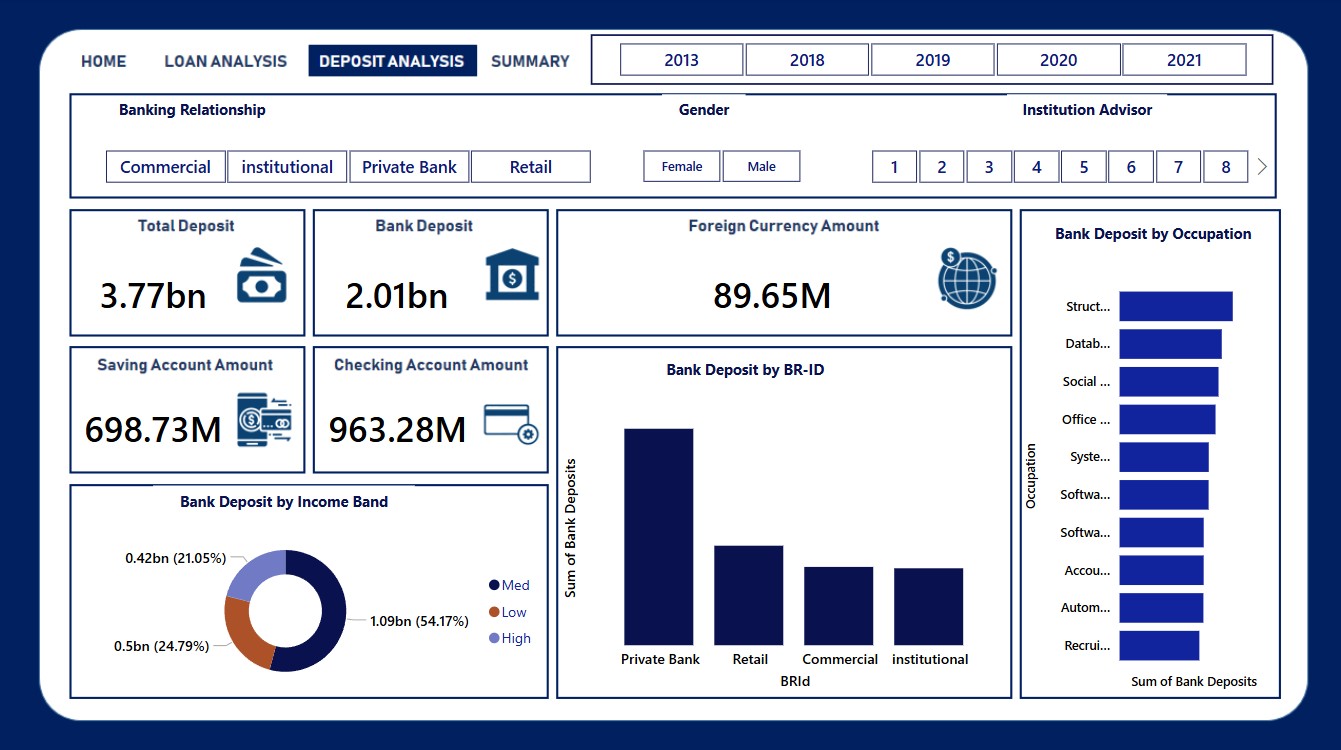 HOME LOAN ANALYSIS DEPOSIT ANALYSIS SUMMARY 2013 2018 2019 2020 2021
Banking Relationship Gender Institution Advisor
Commercial institutional Private Bank Retail Female Male 1 2 3 4 5 6 7 8
Total Deposit
3.77bn
$
Bank Deposit
2.01bn
$
Foreign Currency Amount
89.65M
$
Saving Account Amount
698.73M
$
Checking Account Amount
963.28M
Bank Deposit by Income Band
0.42bn (21.05%)
0.5bn (24.79%)
1.09bn (54.17%)
Med
Low
High
Bank Deposit by BR-ID
Sum of Bank Deposits
Private Bank Retail Commercial institutional
BRId
Bank Deposit by Occupation
Occupation
Struct...
Datab...
Social ...
Office ...
Syste...
Softwa...
Softwa...
Accou...
Autom...
Recrui...
Sum of Bank Deposits